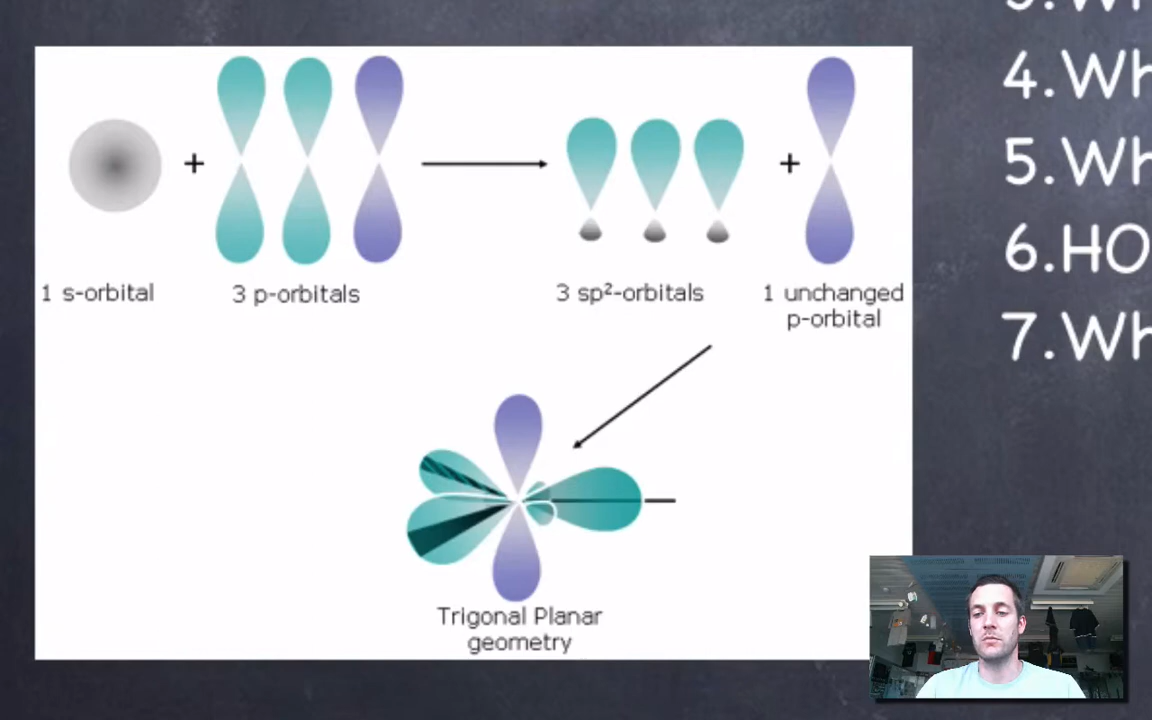 1 s-orbital
+
3 p-orbitals
3 sp²-orbitals
+
1 unchanged
p-orbital
Trigonal Planar
geometry
4.Wh
5.Wh
6.HO
7.Wh